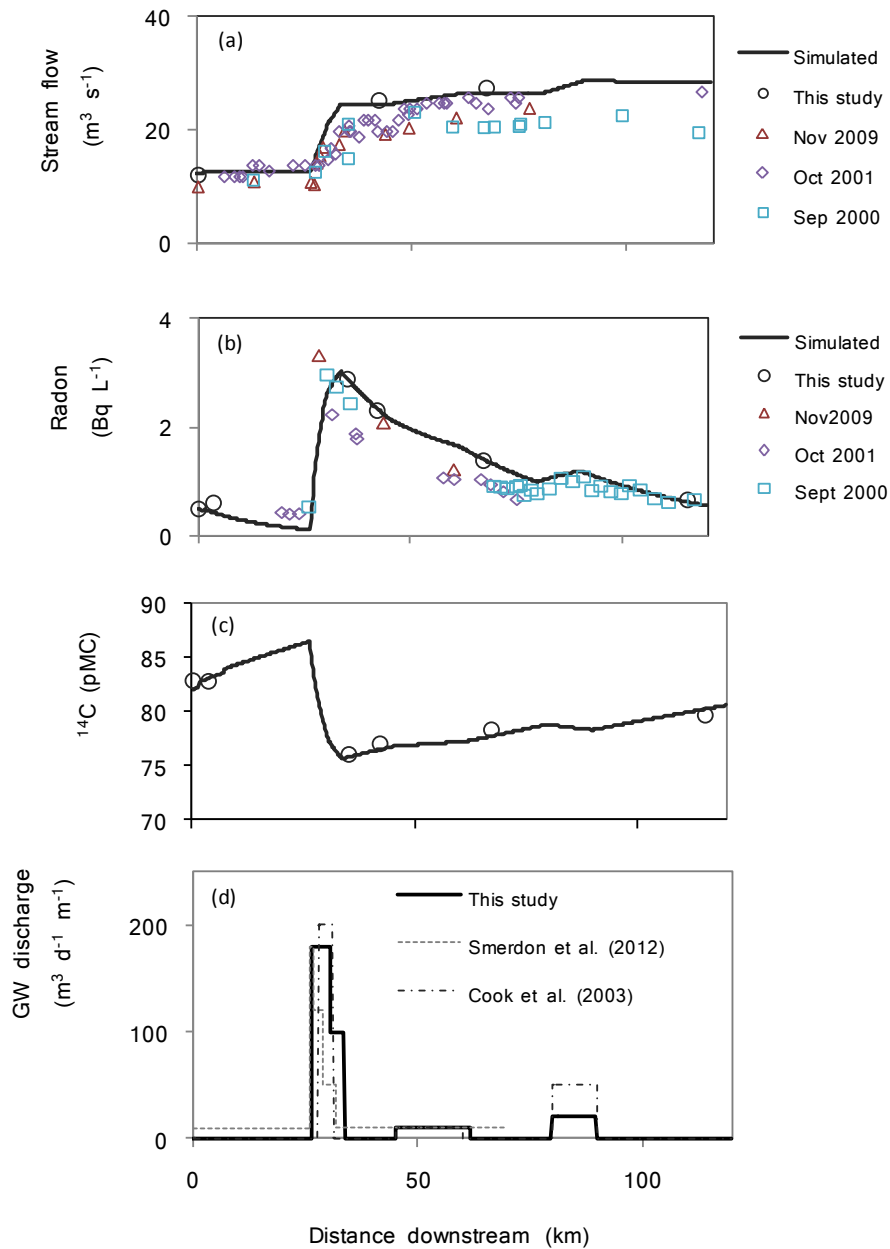 40
(a)
Simulated
This study
Nov 2009
Oct 2001
Sep 2000
Stream flow
(m³ s⁻¹)
20
0
4
(b)
Simulated
This study
Nov2009
Oct 2001
Sept 2000
Radon
(Bq L⁻¹)
2
0
90
(c)
85
¹⁴C (pMC)
80
75
70
(d)
This study
Smerdon et al. (2012)
Cook et al. (2003)
200
GW discharge
(m³ d⁻¹ m⁻¹)
100
0
0 50 100
Distance downstream (km)